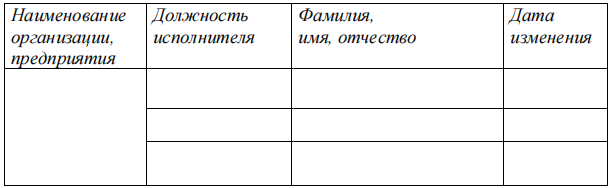 Наименование
организации,
предприятия
Должность
исполнителя
Фамилия,
имя, отчество
Дата
изменения